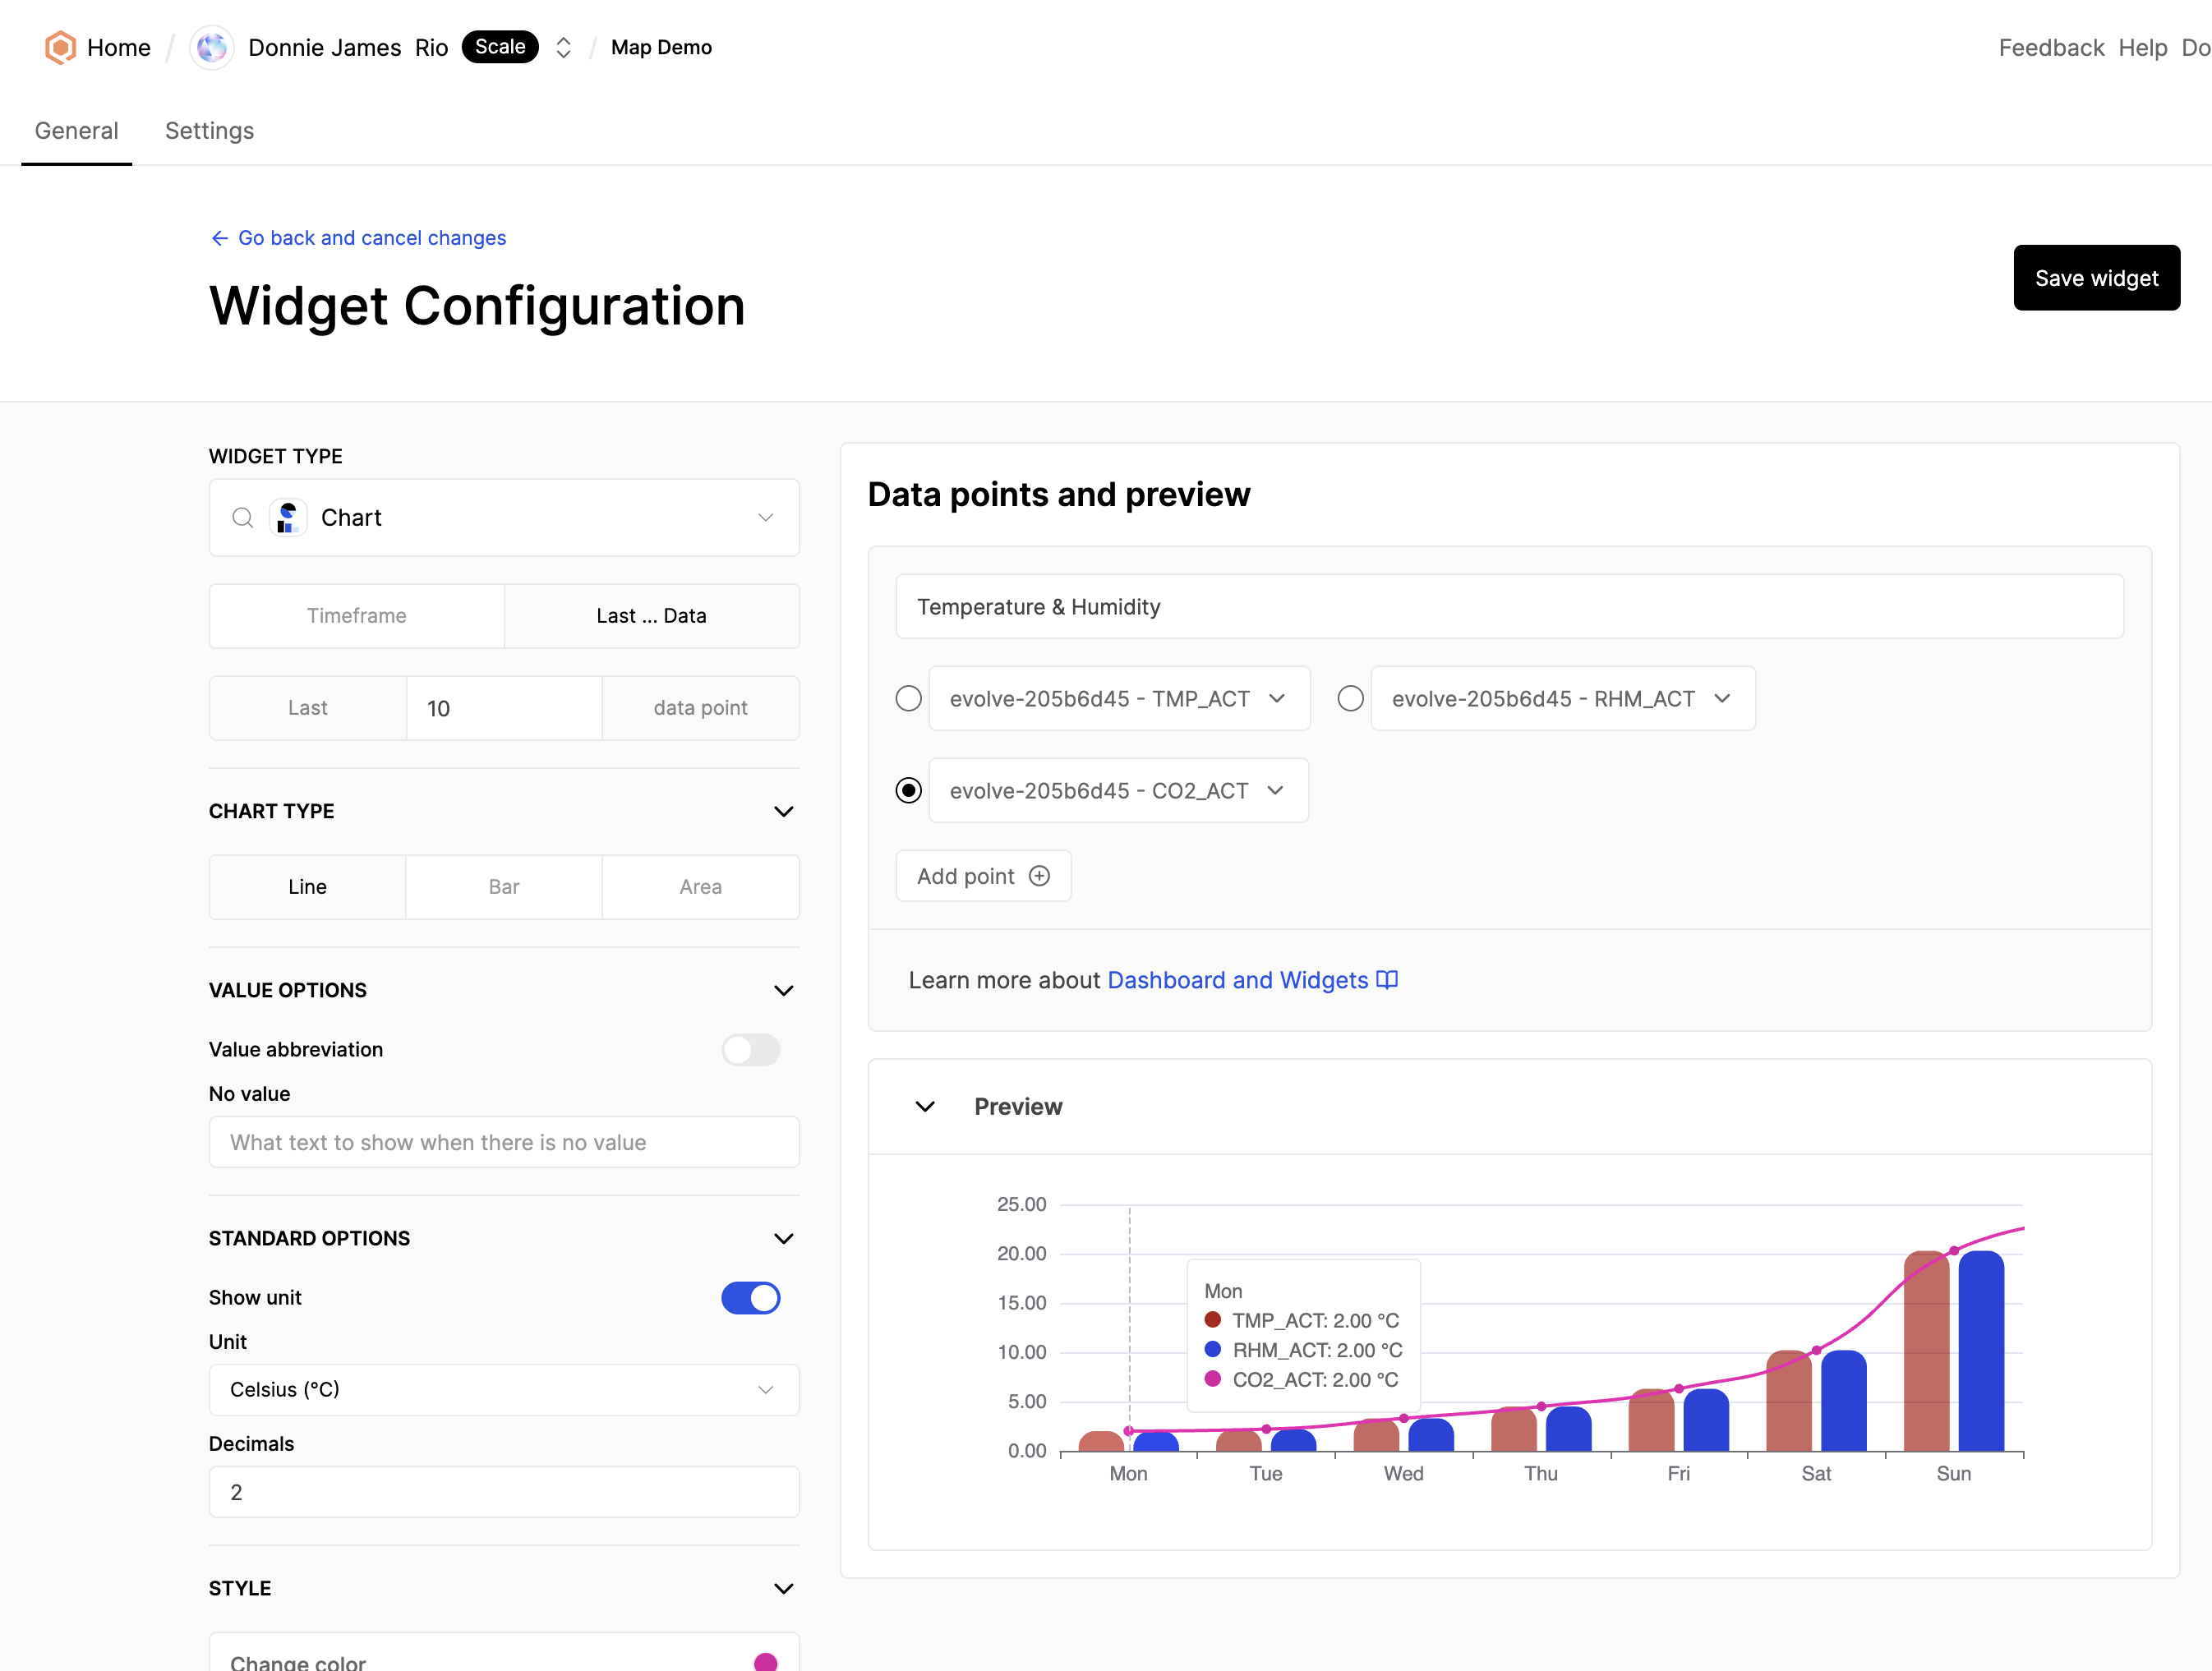 Home / Donnie James Rio Scale / Map Demo
Feedback Help Do
General Settings
← Go back and cancel changes
Widget Configuration
Save widget
WIDGET TYPE
Chart
Timeframe Last ... Data
Last 10 data point
CHART TYPE
Line Bar Area
VALUE OPTIONS
Value abbreviation
No value
What text to show when there is no value
STANDARD OPTIONS
Show unit
Unit
Celsius (°C)
Decimals
2
STYLE
Change color
Data points and preview
Temperature & Humidity
evolve-205b6d45 - TMP_ACT evolve-205b6d45 - RHM_ACT
evolve-205b6d45 - CO2_ACT
Add point
Learn more about Dashboard and Widgets
Preview
25.00
20.00
15.00
10.00
5.00
0.00
Mon
TMP_ACT: 2.00 °C
RHM_ACT: 2.00 °C
CO2_ACT: 2.00 °C
Mon Tue Wed Thu Fri Sat Sun